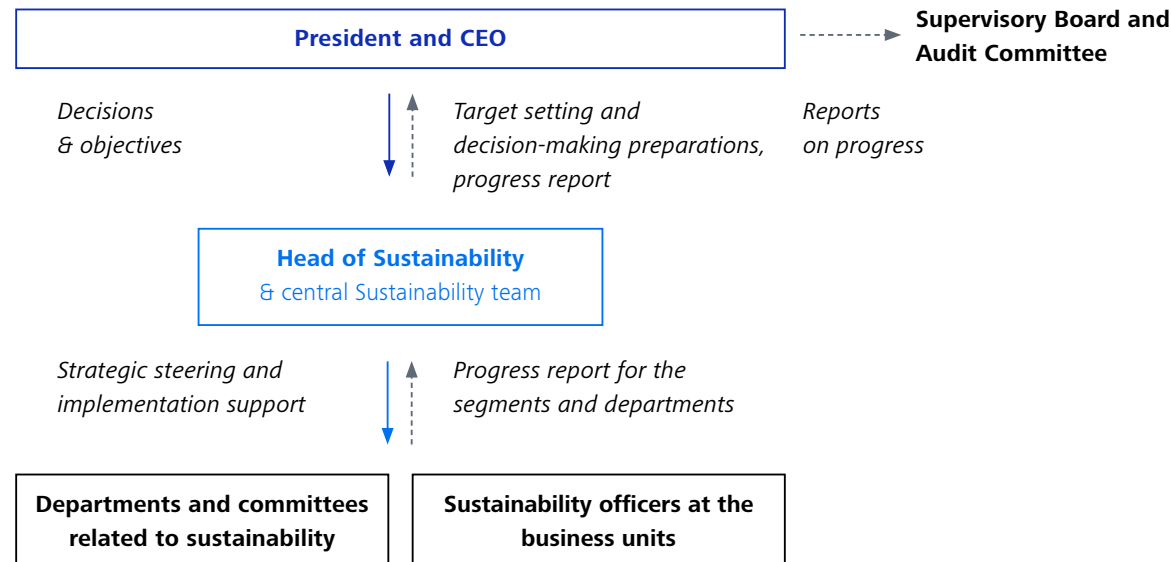 President and CEO
Supervisory Board and
Audit Committee
Decisions
& objectives
Target setting and
decision-making preparations,
progress report
Reports
on progress
Head of Sustainability
& central Sustainability team
Strategic steering and
implementation support
Progress report for the
segments and departments
Departments and committees
related to sustainability
Sustainability officers at the
business units